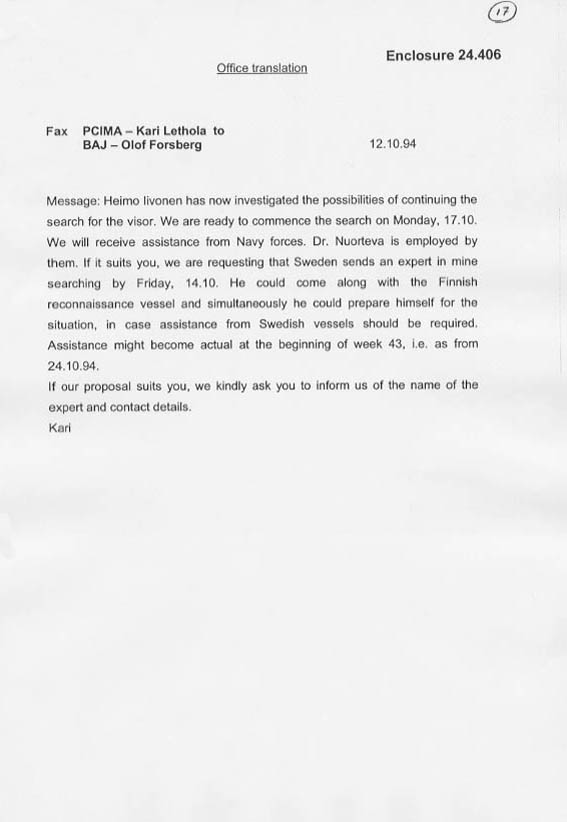 17
Enclosure 24.406
Office translation
Fax PCIMA – Kari Lethola to
BAJ – Olof Forsberg 12.10.94
Message: Heimo Iivonen has now investigated the possibilities of continuing the
search for the visor. We are ready to commence the search on Monday, 17.10.
We will receive assistance from Navy forces. Dr. Nuorteva is employed by
them. If it suits you, we are requesting that Sweden sends an expert in mine
searching by Friday, 14.10. He could come along with the Finnish
reconnaissance vessel and simultaneously he could prepare himself for the
situation, in case assistance from Swedish vessels should be required.
Assistance might become actual at the beginning of week 43, i.e. as from
24.10.94.
If our proposal suits you, we kindly ask you to inform us of the name of the
expert and contact details.
Kari